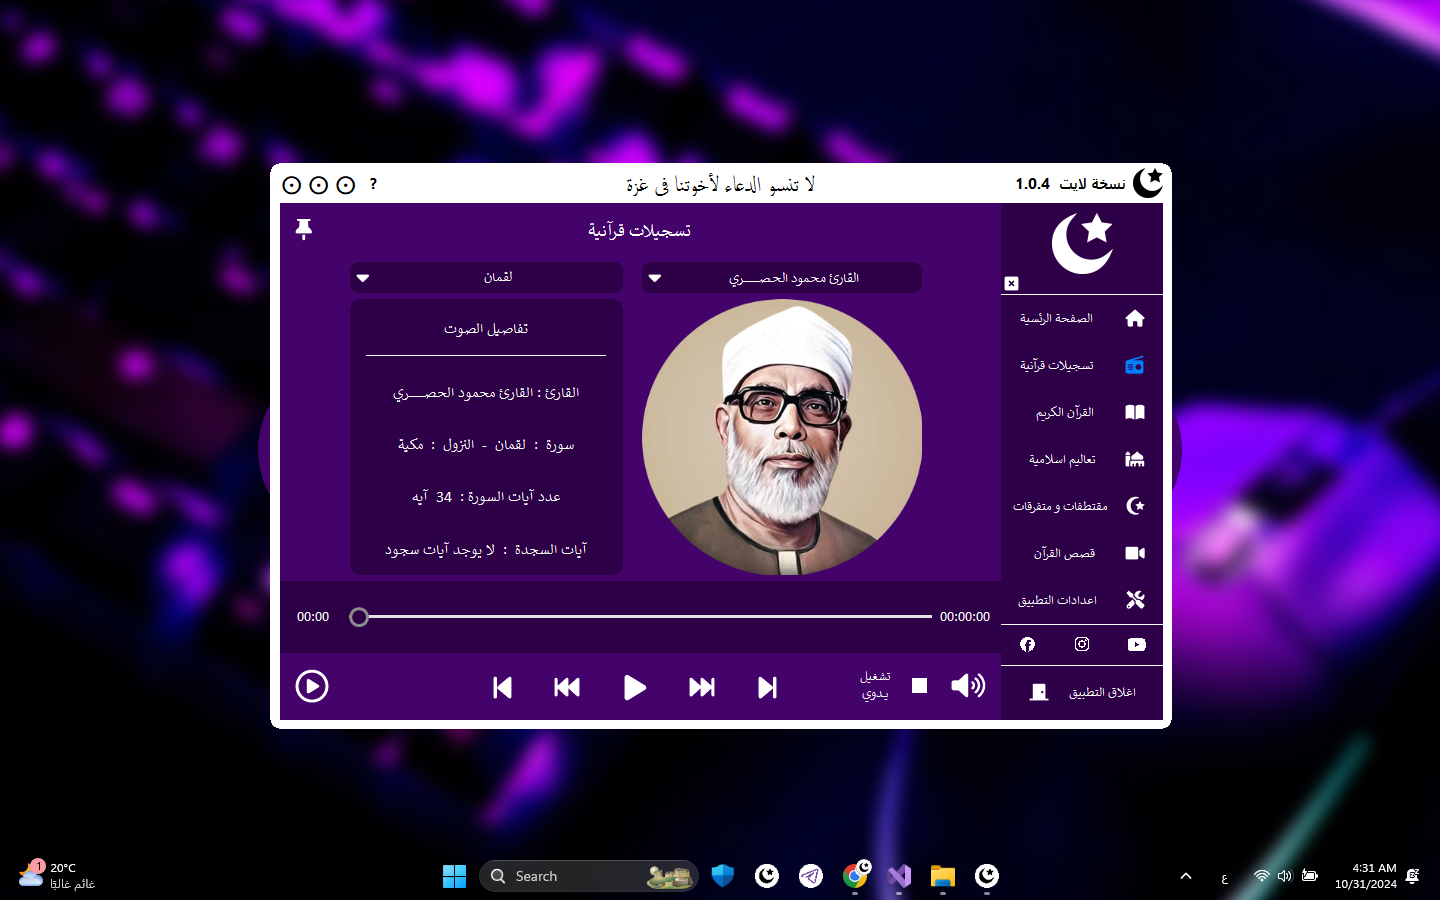 نسخة لايت 1.0.4
لا تنسو الدعاء لأخوتنا في غزة
?
تسجيلات قرآنية
القارئ محمود الحصـــري
لقمان
تفاصيل الصوت
القارئ : القارئ محمود الحصـــري
سورة : لقمان - النزول : مكية
عدد آيات السورة : 34 آيه
آيات السجدة : لا يوجد آيات سجود
الصفحة الرئسية
تسجيلات قرآنية
القرآن الكريم
تعاليم اسلامية
مقتطفات و متفرقات
قصص القرآن
اعدادات التطبيق
اغلاق التطبيق
00:00
00:00:00
تشغيل
يدوي
1
20°C
غائم غالبًا
Search
ع
4:31 AM
10/31/2024